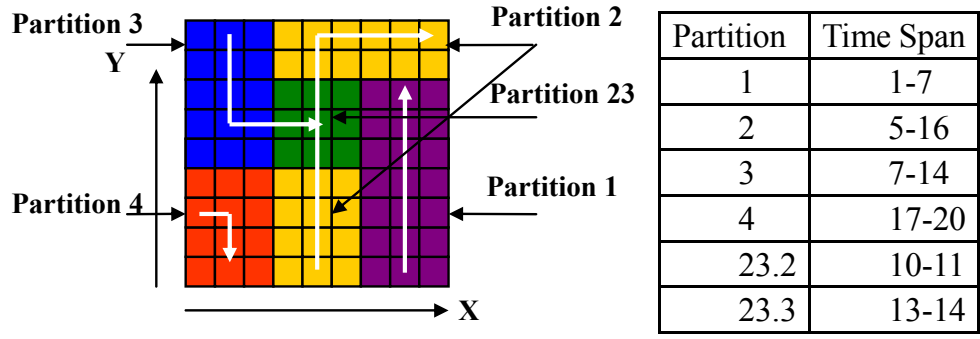 Partition 3
Partition 2
Y
Partition 23
Partition 4
Partition 1
X
Partition Time Span
1 1-7
2 5-16
3 7-14
4 17-20
23.2 10-11
23.3 13-14